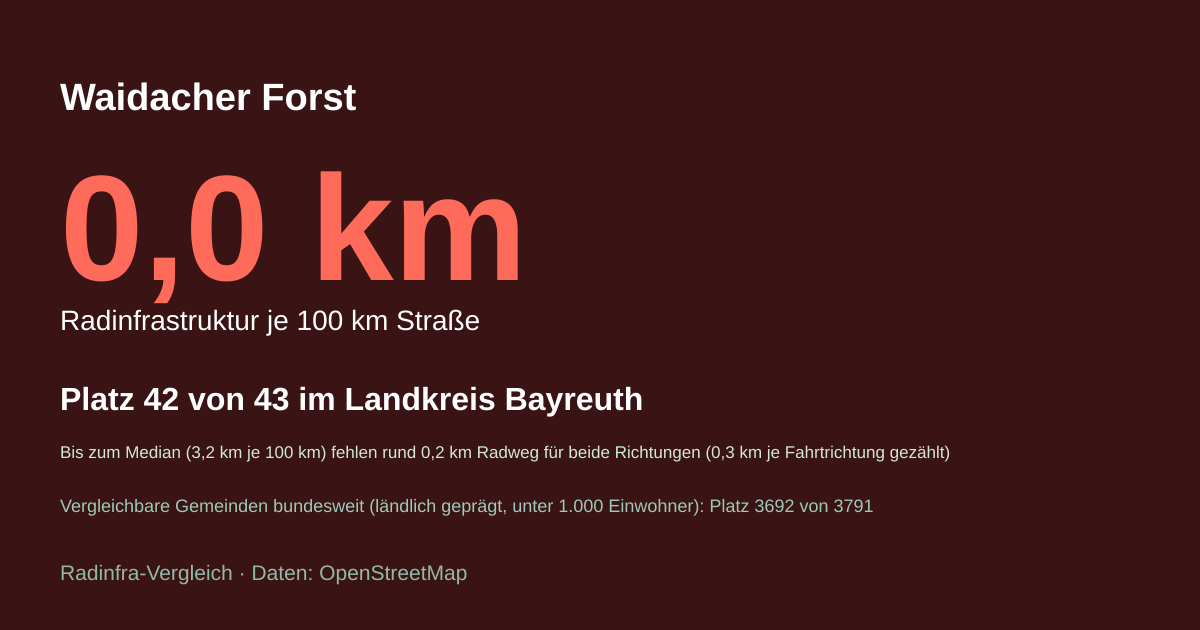 Waidacher Forst
0,0 km
Radinfrastruktur je 100 km Straße
Platz 42 von 43 im Landkreis Bayreuth
Bis zum Median (3,2 km je 100 km) fehlen rund 0,2 km Radweg für beide Richtungen (0,3 km je Fahrtrichtung gezählt)
Vergleichbare Gemeinden bundesweit (ländlich geprägt, unter 1.000 Einwohner): Platz 3692 von 3791
Radinfra-Vergleich · Daten: OpenStreetMap